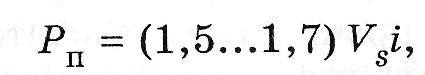 Pп = (1,5...1,7) Vsi,